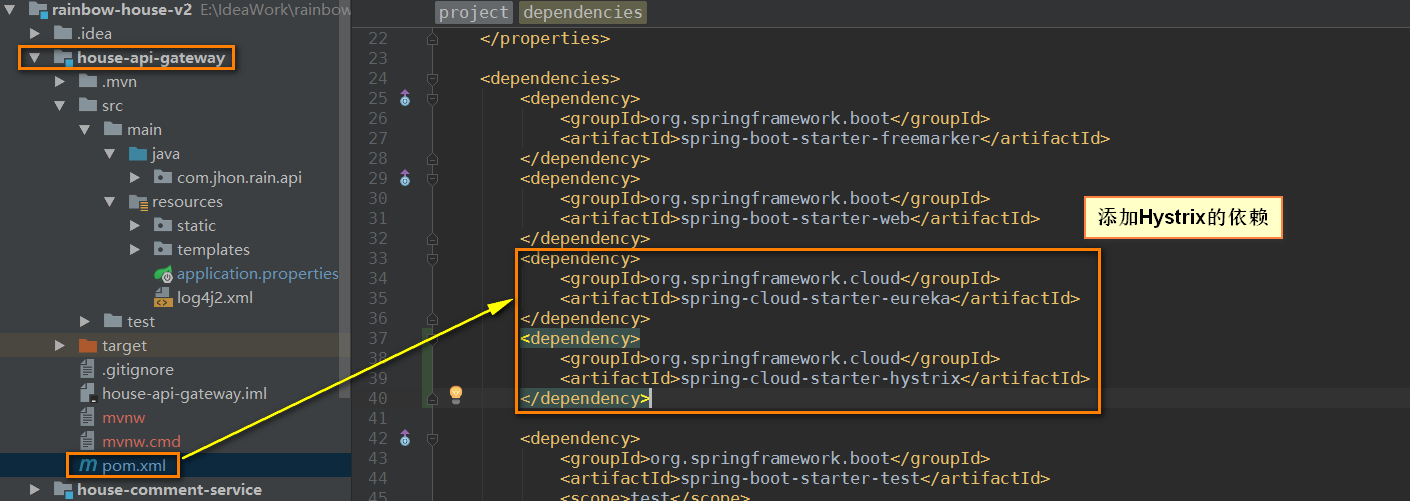 rainbow-house-v2 E:\IdeaWork\rainbow
.idea
house-api-gateway
.mvn
src
main
java
com.jhon.rain.api
resources
static
templates
application.properties
log4j2.xml
test
target
.gitignore
house-api-gateway.iml
mvnw
mvnw.cmd
pom.xml
house-comment-service
project dependencies
22 </properties>
23
24 <dependencies>
25 <dependency>
26 <groupId>org.springframework.boot</groupId>
27 <artifactId>spring-boot-starter-freemarker</artifactId>
28 </dependency>
29 <dependency>
30 <groupId>org.springframework.boot</groupId>
31 <artifactId>spring-boot-starter-web</artifactId>
32 </dependency>
33 <dependency>
34 <groupId>org.springframework.cloud</groupId>
35 <artifactId>spring-cloud-starter-eureka</artifactId>
36 </dependency>
37 <dependency>
38 <groupId>org.springframework.cloud</groupId>
39 <artifactId>spring-cloud-starter-hystrix</artifactId>
40 </dependency>
41
42 <dependency>
43 <groupId>org.springframework.boot</groupId>
44 <artifactId>spring-boot-starter-test</artifactId>
45 <scope>test</scope>
添加Hystrix的依赖